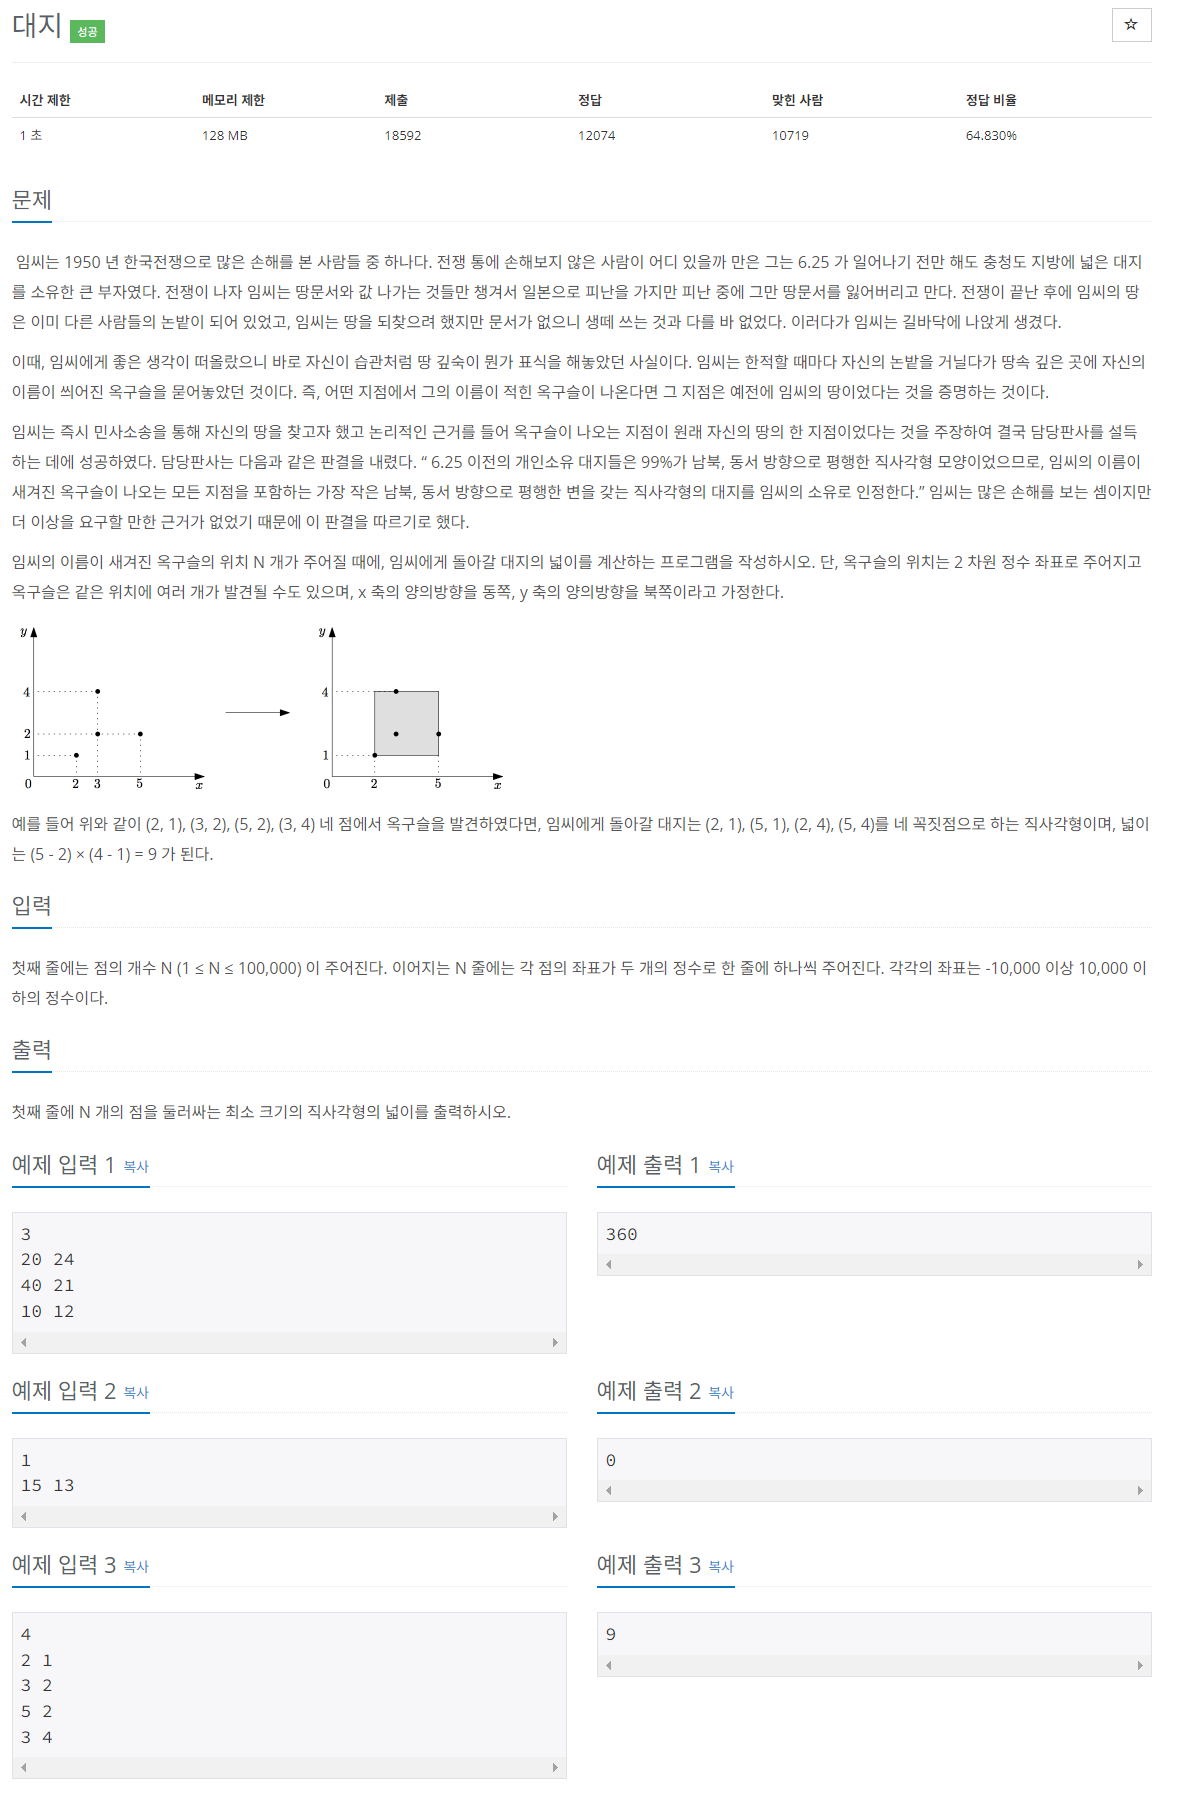 대지 성공
☆
시간 제한 메모리 제한 제출 정답 맞힌 사람 정답 비율
1 초 128 MB 18592 12074 10719 64.830%
문제
임씨는 1950 년 한국전쟁으로 많은 손해를 본 사람들 중 하나다. 전쟁 통에 손해보지 않은 사람이 어디 있을까 만은 그는 6.25 가 일어나기 전만 해도 충청도 지방에 넓은 대지
를 소유한 큰 부자였다. 전쟁이 나자 임씨는 땅문서와 값 나가는 것들만 챙겨서 일본으로 피난을 가지만 피난 중에 그만 땅문서를 잃어버리고 만다. 전쟁이 끝난 후에 임씨의 땅
은 이미 다른 사람들의 논밭이 되어 있었고, 임씨는 땅을 되찾으려 했지만 문서가 없으니 생떼 쓰는 것과 다를 바 없었다. 이러다가 임씨는 길바닥에 나앉게 생겼다.
이때, 임씨에게 좋은 생각이 떠올랐으니 바로 자신이 습관처럼 땅 깊숙이 뭔가 표식을 해놓았던 사실이다. 임씨는 한적할 때마다 자신의 논밭을 거닐다가 땅속 깊은 곳에 자신의
이름이 씌어진 옥구슬을 묻어놓았던 것이다. 즉, 어떤 지점에서 그의 이름이 적힌 옥구슬이 나온다면 그 지점은 예전에 임씨의 땅이었다는 것을 증명하는 것이다.
임씨는 즉시 민사소송을 통해 자신의 땅을 찾고자 했고 논리적인 근거를 들어 옥구슬이 나오는 지점이 원래 자신의 땅의 한 지점이었다는 것을 주장하여 결국 담당판사를 설득
하는 데에 성공하였다. 담당판사는 다음과 같은 판결을 내렸다. “ 6.25 이전의 개인소유 대지들은 99%가 남북, 동서 방향으로 평행한 직사각형 모양이었으므로, 임씨의 이름이
새겨진 옥구슬이 나오는 모든 지점을 포함하는 가장 작은 남북, 동서 방향으로 평행한 변을 갖는 직사각형의 대지를 임씨의 소유로 인정한다.” 임씨는 많은 손해를 보는 셈이지만
더 이상을 요구할 만한 근거가 없었기 때문에 이 판결을 따르기로 했다.
임씨의 이름이 새겨진 옥구슬의 위치 N 개가 주어질 때에, 임씨에게 돌아갈 대지의 넓이를 계산하는 프로그램을 작성하시오. 단, 옥구슬의 위치는 2 차원 정수 좌표로 주어지고
옥구슬은 같은 위치에 여러 개가 발견될 수도 있으며, x 축의 양의방향을 동쪽, y 축의 양의방향을 북쪽이라고 가정한다.
y y
4 4
2
1 1
0 2 3 5 x 0 2 5 x
예를 들어 위와 같이 (2, 1), (3, 2), (5, 2), (3, 4) 네 점에서 옥구슬을 발견하였다면, 임씨에게 돌아갈 대지는 (2, 1), (5, 1), (2, 4), (5, 4)를 네 꼭짓점으로 하는 직사각형이며, 넓이
는 (5 - 2) × (4 - 1) = 9 가 된다.
입력
첫째 줄에는 점의 개수 N (1 ≤ N ≤ 100,000) 이 주어진다. 이어지는 N 줄에는 각 점의 좌표가 두 개의 정수로 한 줄에 하나씩 주어진다. 각각의 좌표는 -10,000 이상 10,000 이
하의 정수이다.
출력
첫째 줄에 N 개의 점을 둘러싸는 최소 크기의 직사각형의 넓이를 출력하시오.
예제 입력 1 복사
3
20 24
40 21
10 12
예제 출력 1 복사
360
예제 입력 2 복사
1
15 13
예제 출력 2 복사
0
예제 입력 3 복사
4
2 1
3 2
5 2
3 4
예제 출력 3 복사
9